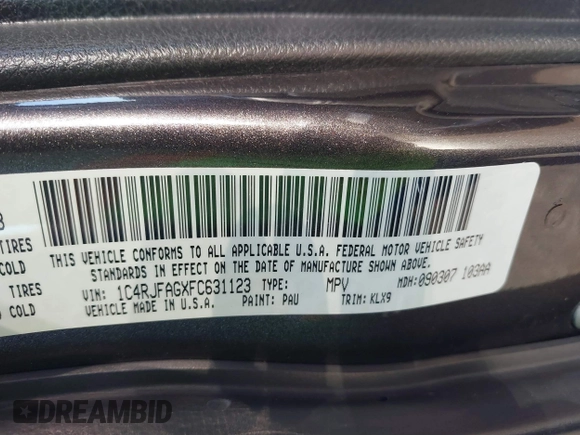 3
TIRES
COLD
TIRES
COLD
THIS VEHICLE CONFORMS TO ALL APPLICABLE U.S.A. FEDERAL MOTOR VEHICLE SAFETY
STANDARDS IN EFFECT ON THE DATE OF MANUFACTURE SHOWN ABOVE.
VIN: 1C4RJFAGXFC631123 TYPE: MPV MDH: 090307 103AA
VEHICLE MADE IN U.S.A. PAINT: PAU TRIM: KLX9
DREAMBID